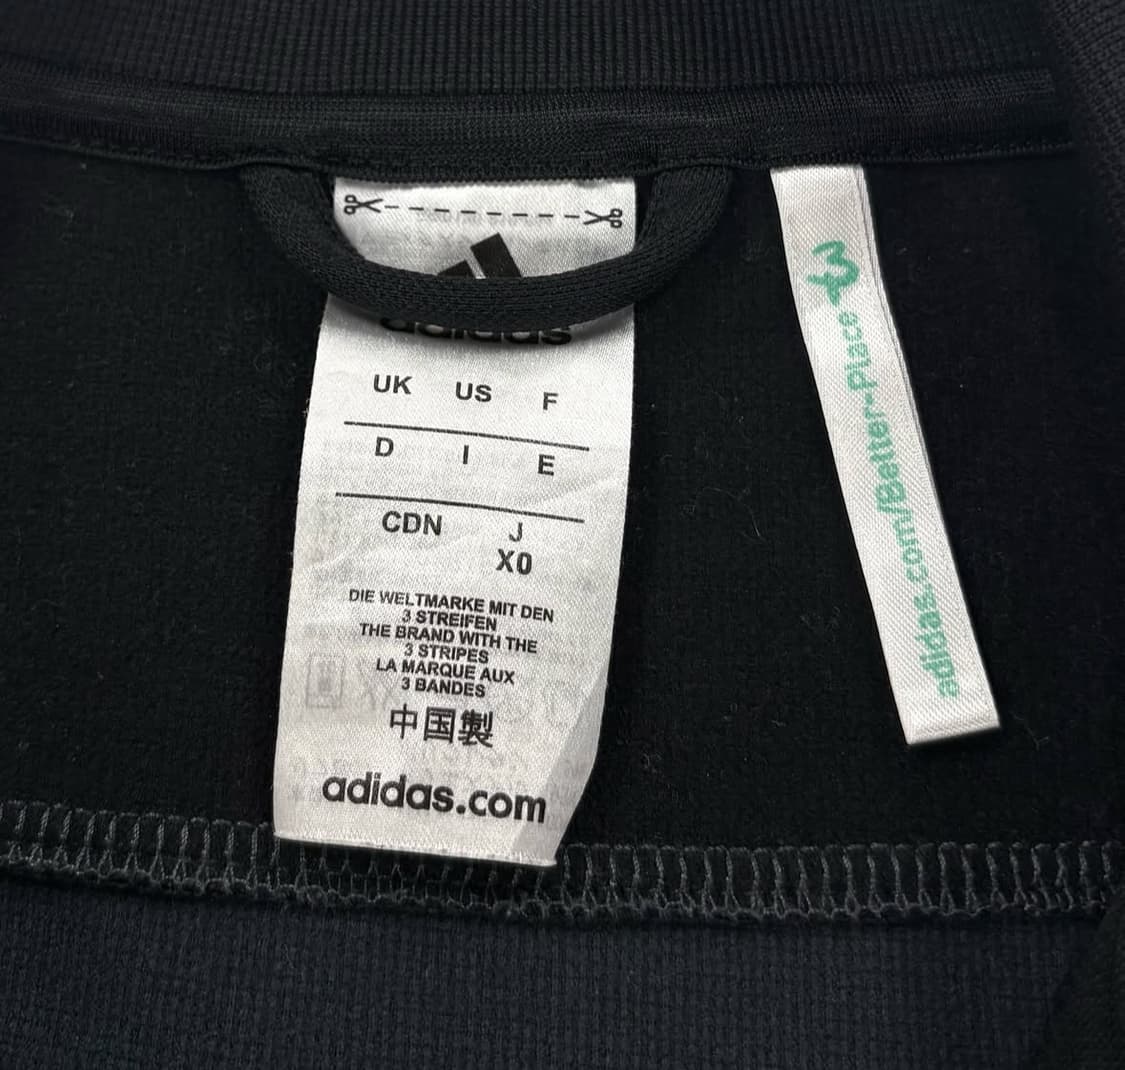 adidas
UK US F
D I E
CDN J
XO
DIE WELTMARKE MIT DEN
3 STREIFEN
THE BRAND WITH THE
3 STRIPES
LA MARQUE AUX
3 BANDES
中国製
adidas.com
adidas.com/Better-Place